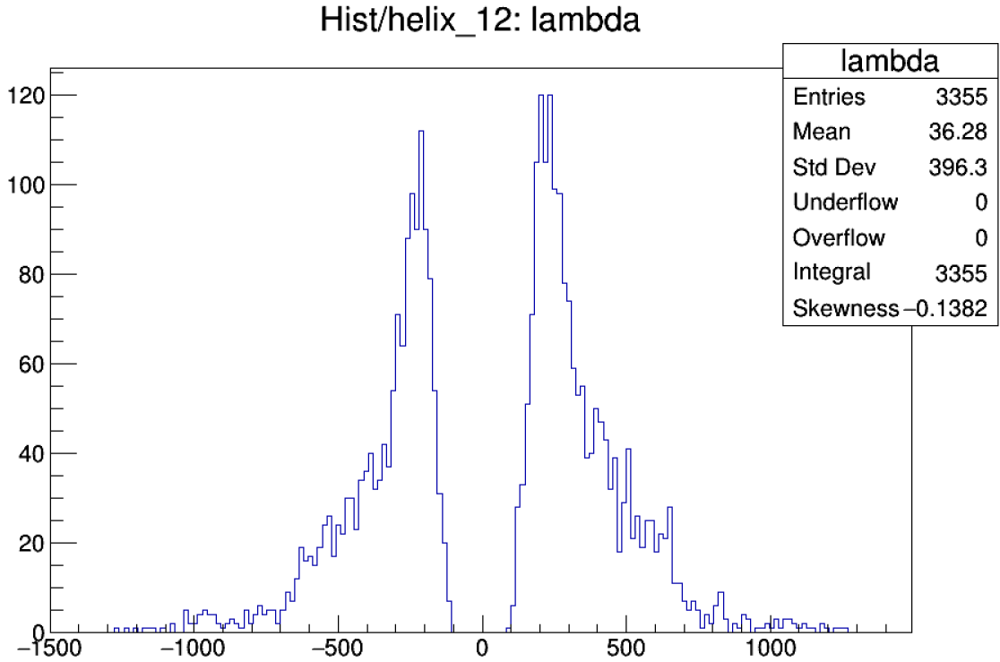 Hist/helix_12: lambda
lambda
Entries 3355
Mean 36.28
Std Dev 396.3
Underflow 0
Overflow 0
Integral 3355
Skewness −0.1382
120
100
80
60
40
20
0
−1500 −1000 −500 0 500 1000